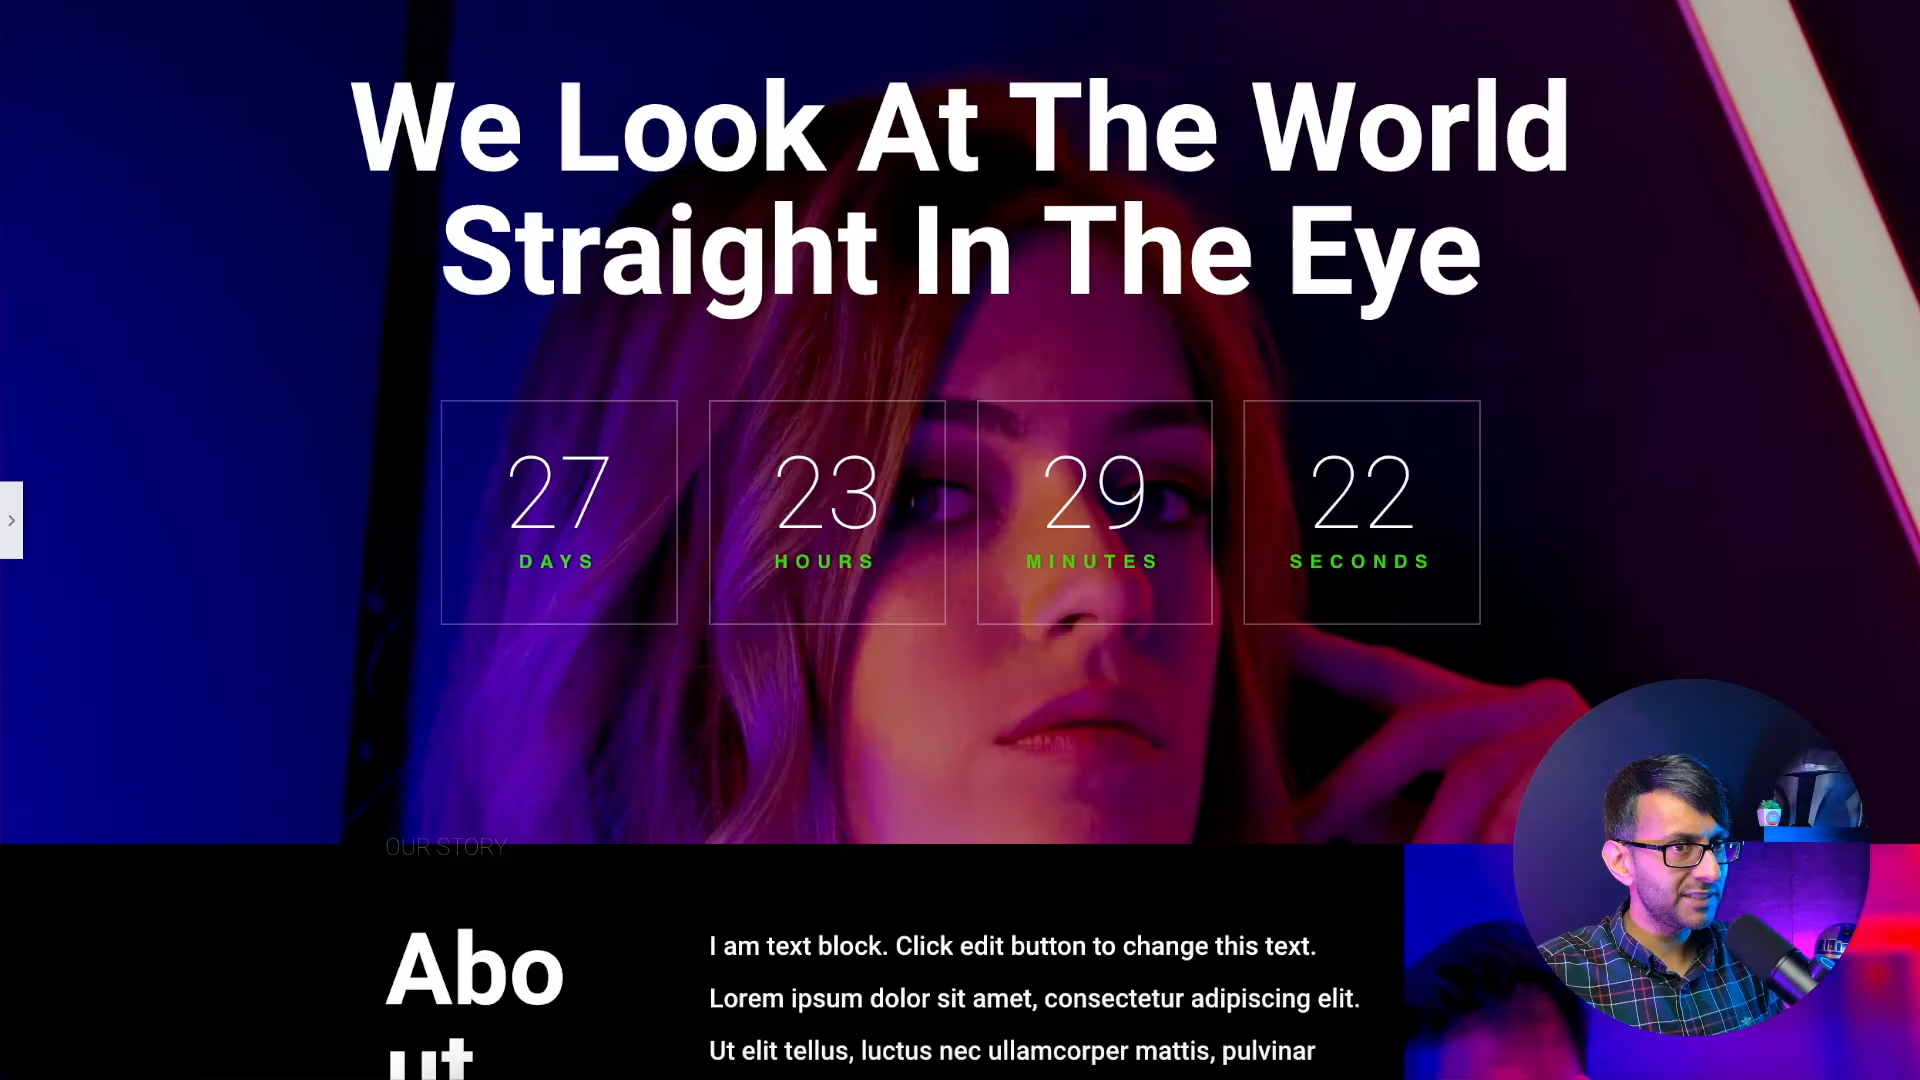 We Look At The World
Straight In The Eye
27 23 29 22
DAYS HOURS MINUTES SECONDS
OUR STORY
Abo
ut
I am text block. Click edit button to change this text.
Lorem ipsum dolor sit amet, consectetur adipiscing elit.
Ut elit tellus, luctus nec ullamcorper mattis, pulvinar